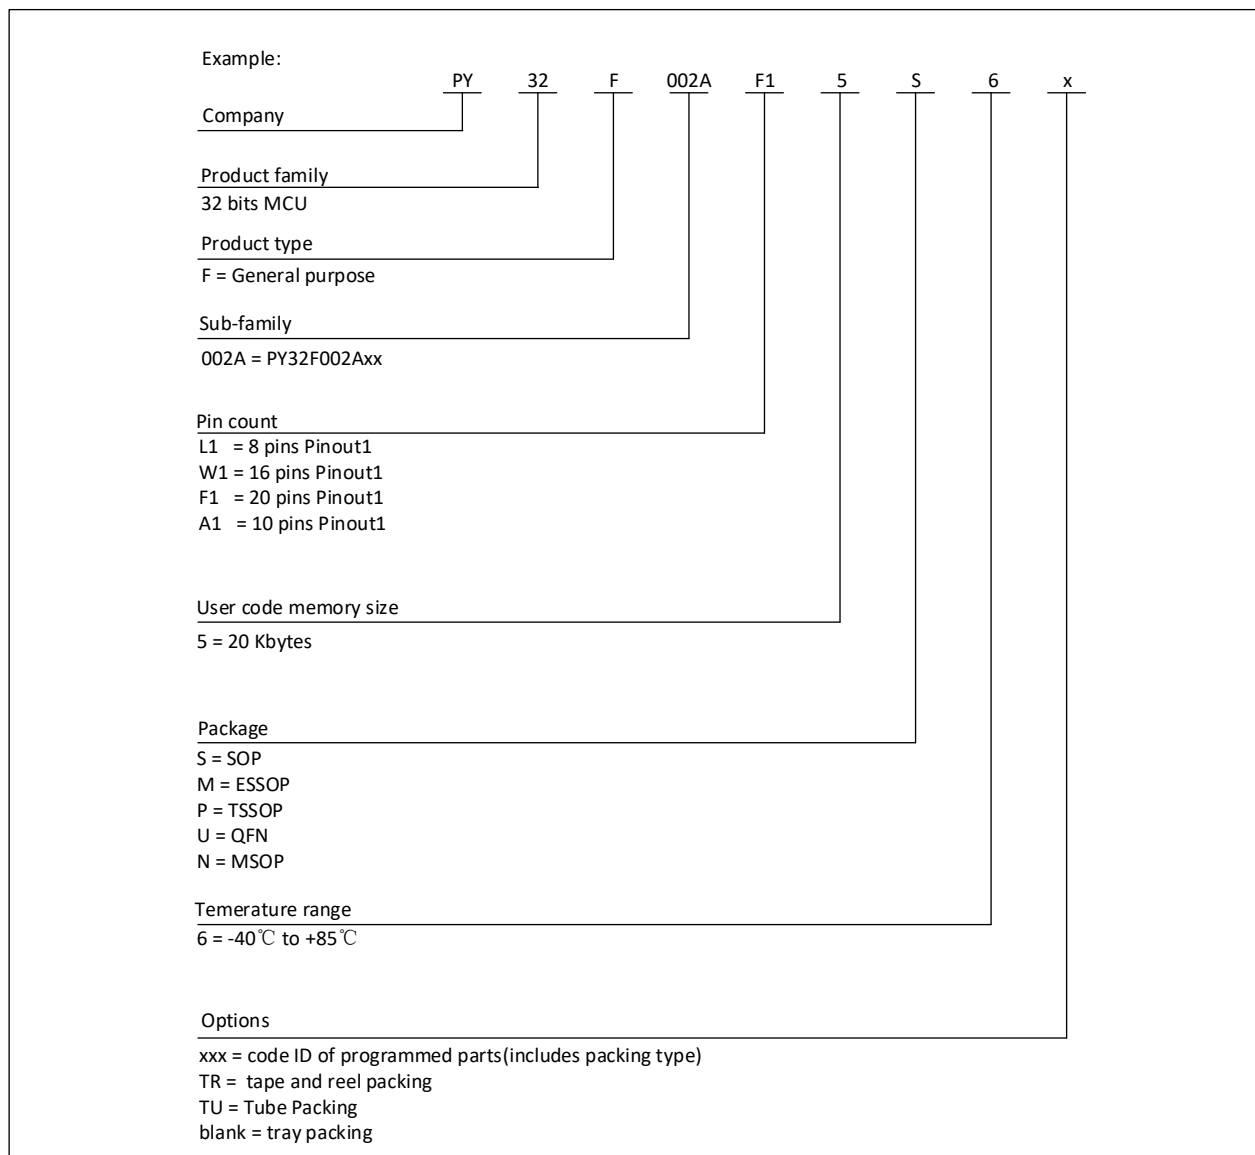 Example:
PY 32 F 002A F1 5 S 6 x
Company
Product family
32 bits MCU
Product type
F = General purpose
Sub-family
002A = PY32F002Axx
Pin count
L1 = 8 pins Pinout1
W1 = 16 pins Pinout1
F1 = 20 pins Pinout1
A1 = 10 pins Pinout1
User code memory size
5 = 20 Kbytes
Package
S = SOP
M = ESSOP
P = TSSOP
U = QFN
N = MSOP
Temerature range
6 = -40℃ to +85℃
Options
xxx = code ID of programmed parts(includes packing type)
TR = tape and reel packing
TU = Tube Packing
blank = tray packing